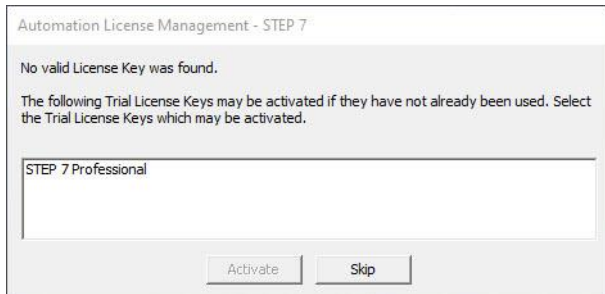 Automation License Management - STEP 7
No valid License Key was found.
The following Trial License Keys may be activated if they have not already been used. Select
the Trial License Keys which may be activated.
STEP 7 Professional
Activate
Skip